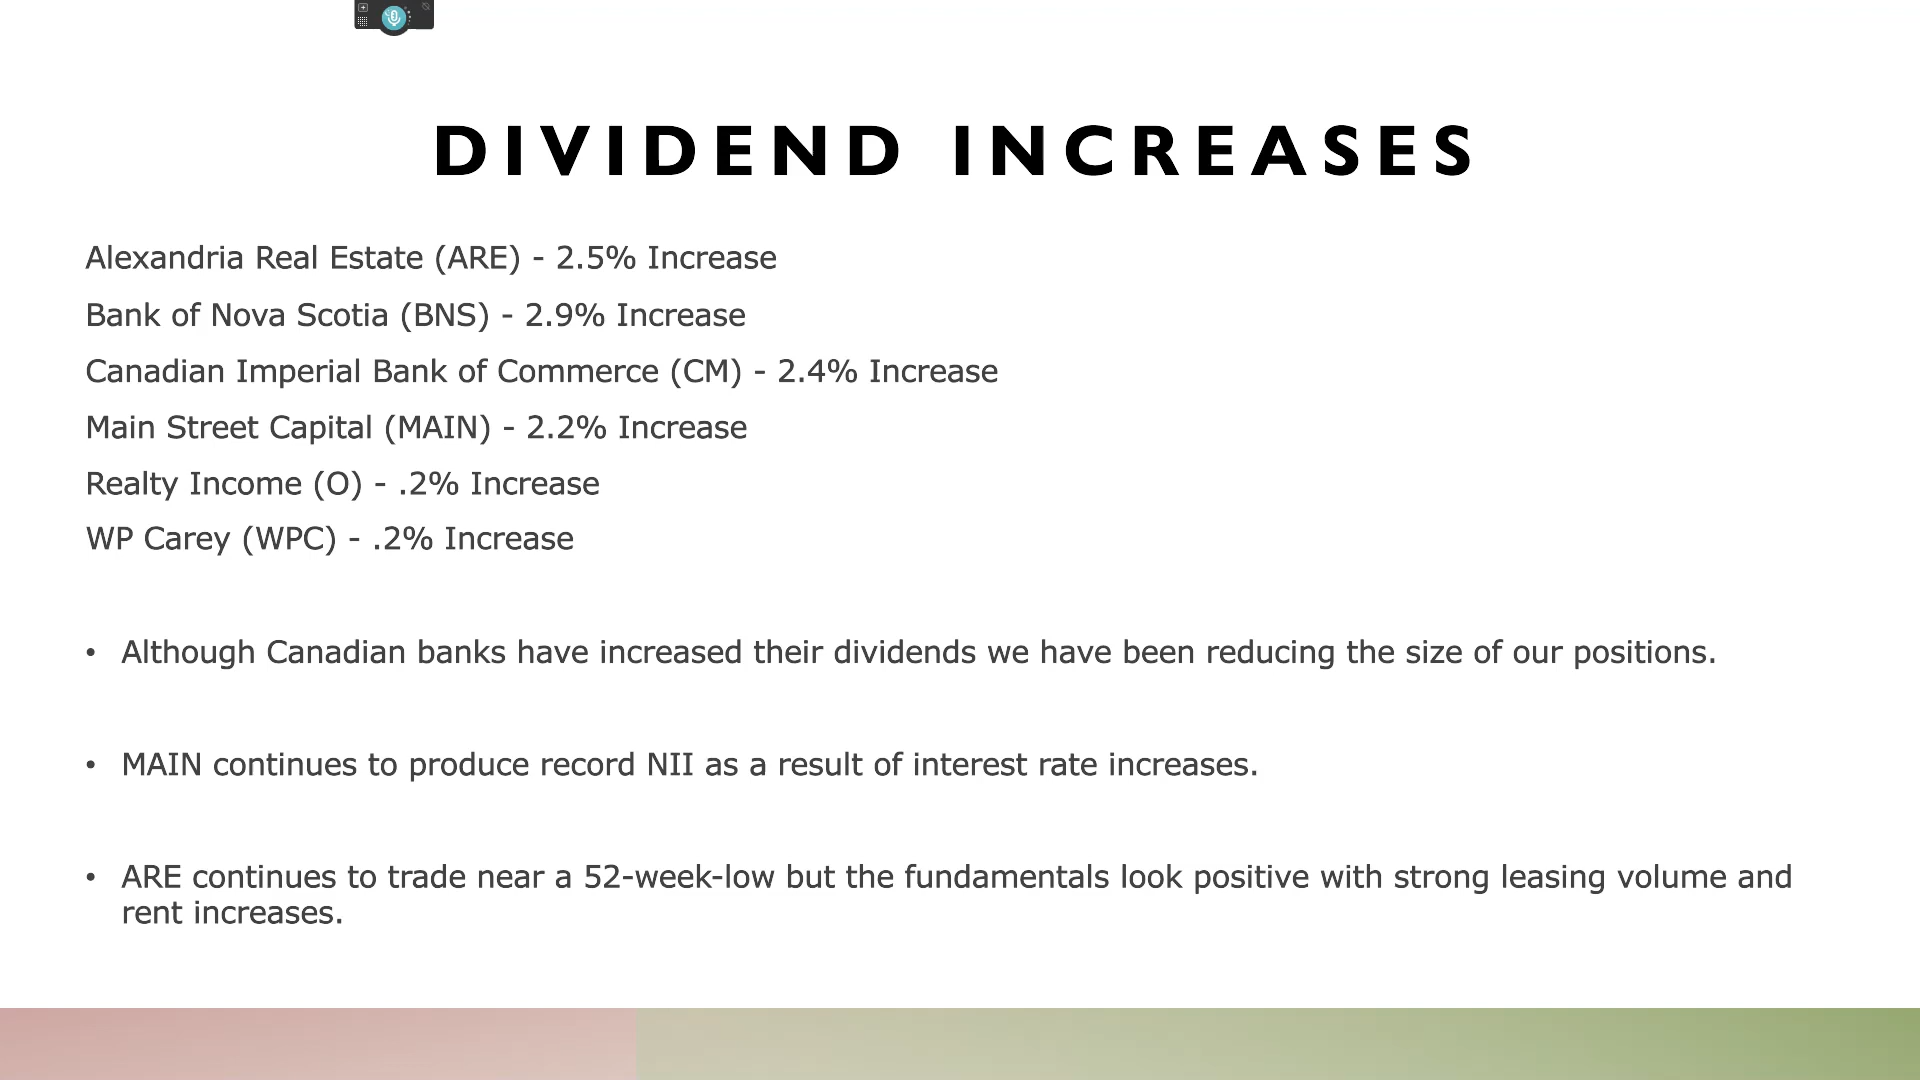 DIVIDEND INCREASES
Alexandria Real Estate (ARE) - 2.5% Increase
Bank of Nova Scotia (BNS) - 2.9% Increase
Canadian Imperial Bank of Commerce (CM) - 2.4% Increase
Main Street Capital (MAIN) - 2.2% Increase
Realty Income (O) - .2% Increase
WP Carey (WPC) - .2% Increase
• Although Canadian banks have increased their dividends we have been reducing the size of our positions.
• MAIN continues to produce record NII as a result of interest rate increases.
• ARE continues to trade near a 52-week-low but the fundamentals look positive with strong leasing volume and
rent increases.